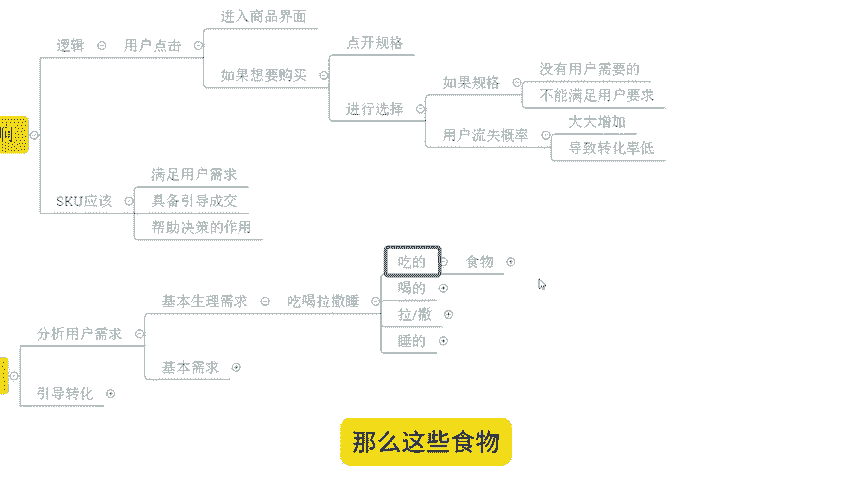 进入商品界面
逻辑
用户点击
点开规格
如果想要购买
没有用户需要的
如果规格
不能满足用户要求
进行选择
大大增加
用户流失概率
导致转化率低
满足用户需求
SKU应该
具备引导成交
帮助决策的作用
吃的
食物
喝的
基本生理需求
吃喝拉撒睡
拉/撒
分析用户需求
睡的
基本需求
引导转化
那么这些食物